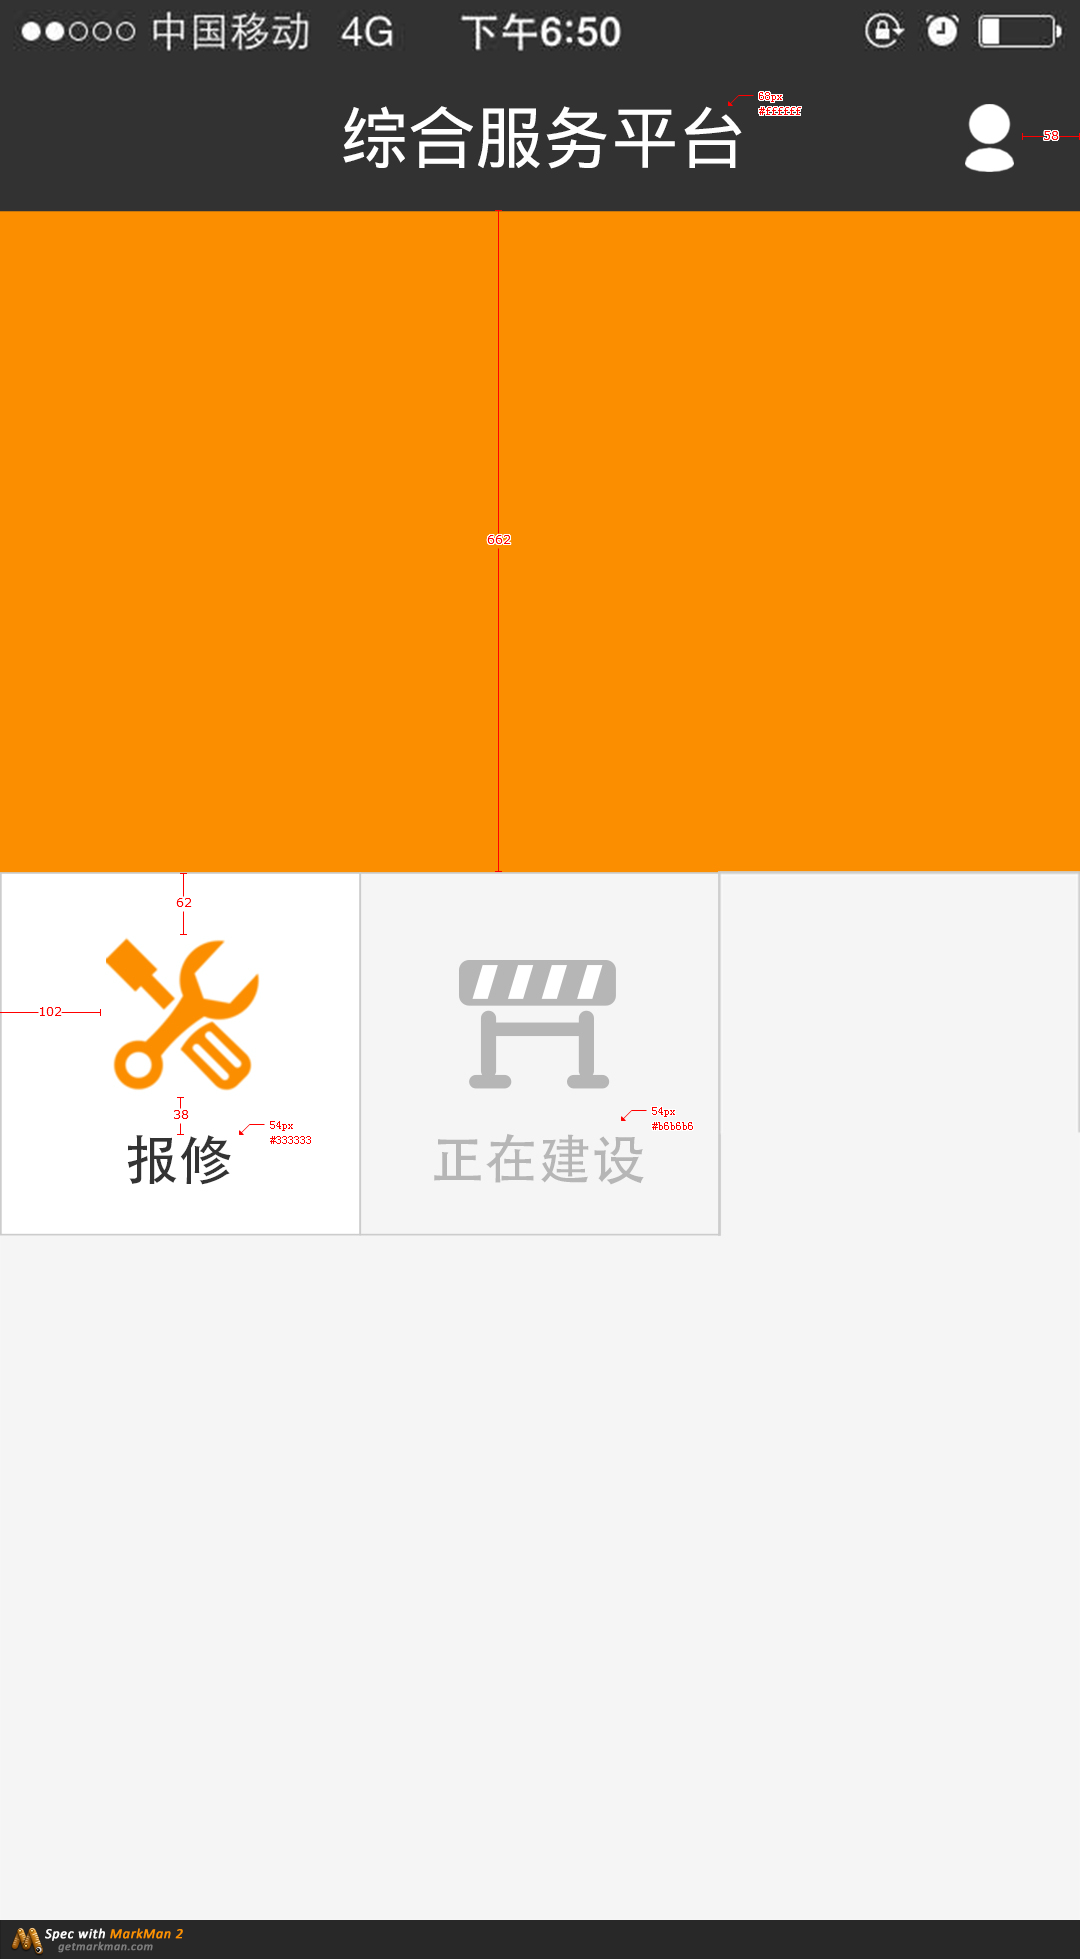 中国移动 4G 下午6:50
综合服务平台
68px
#ffffff
58
662
62
102
38
54px
#333333
54px
#b6b6b6
报修
正在建设
Spec with MarkMan 2
getmarkman.com